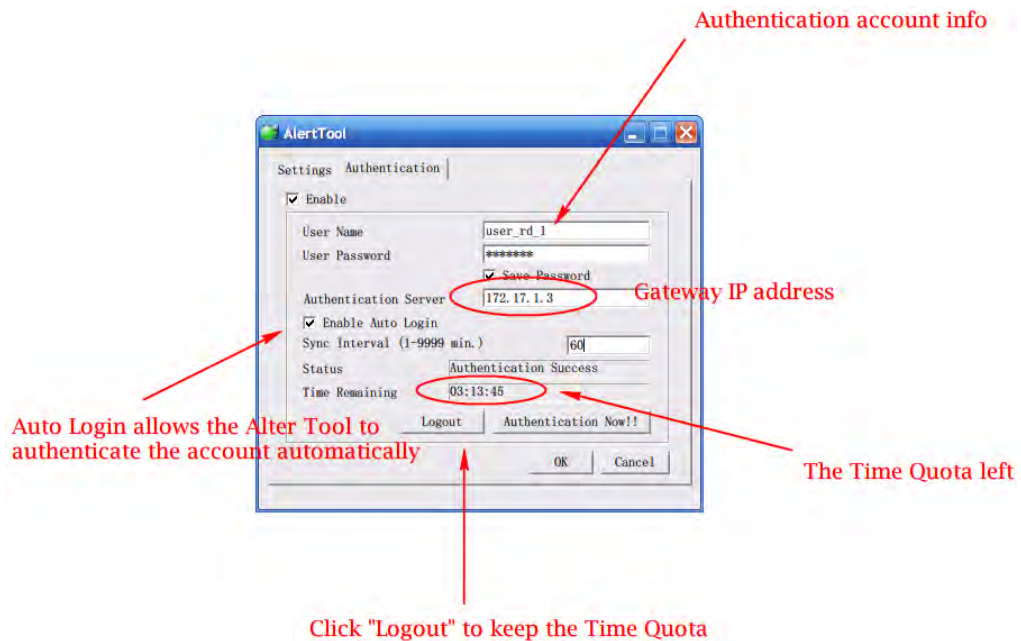 Authentication account info
AlertTool
Settings Authentication
Enable
User Name user_rd_1
User Password *******
Save Password
Authentication Server 172.17.1.3 Gateway IP address
Enable Auto Login
Sync Interval (1-9999 min.) 60
Status Authentication Success
Time Remaining 03:13:45
Logout Authentication Now!!
Auto Login allows the Alter Tool to
authenticate the account automatically
OK Cancel
The Time Quota left
Click "Logout" to keep the Time Quota